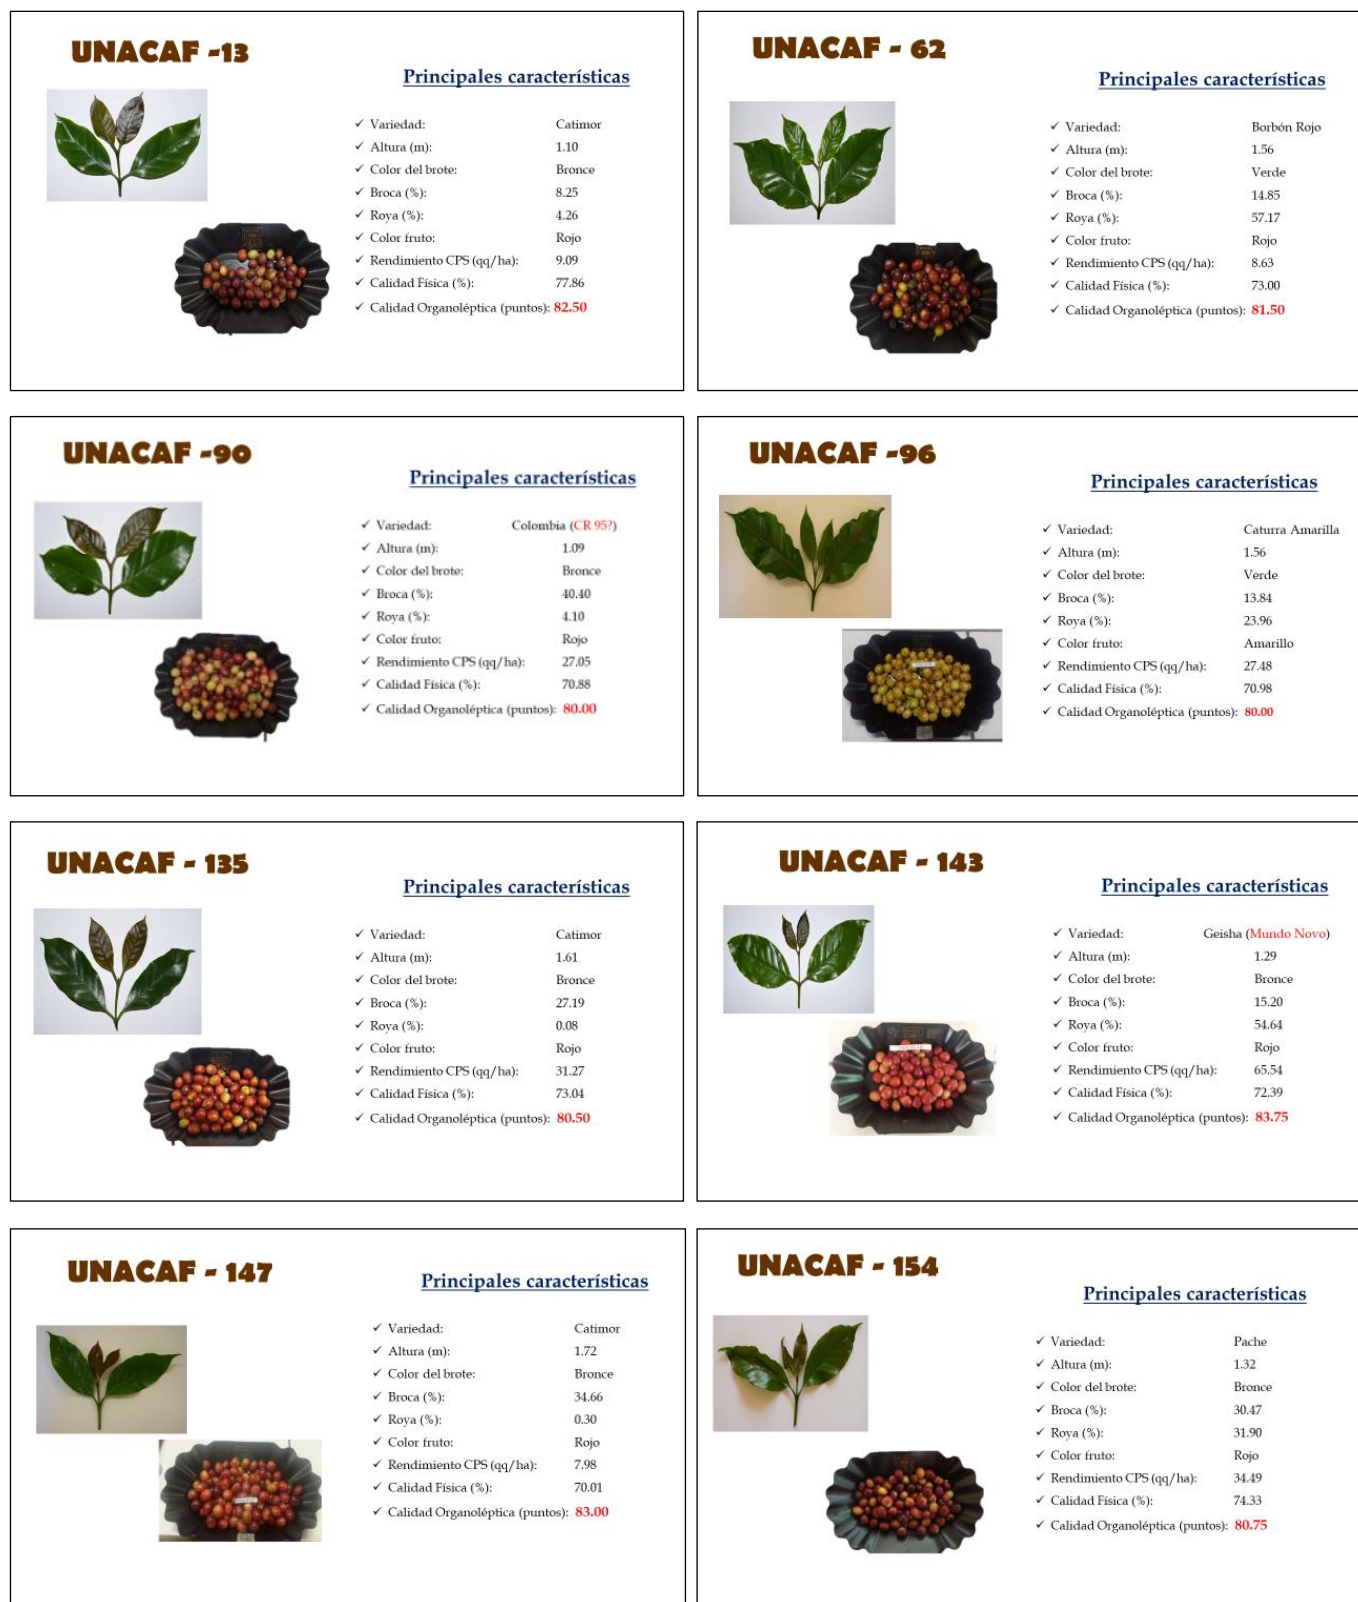 UNACAF -13
Principales características
✓ Variedad: Catimor
✓ Altura (m): 1.10
✓ Color del brote: Bronce
✓ Broca (%): 8.25
✓ Roya (%): 4.26
✓ Color fruto: Rojo
✓ Rendimiento CPS (qq/ha): 9.09
✓ Calidad Física (%): 77.86
✓ Calidad Organoléptica (puntos): 82.50
UNACAF - 62
Principales características
✓ Variedad: Borbón Rojo
✓ Altura (m): 1.56
✓ Color del brote: Verde
✓ Broca (%): 14.85
✓ Roya (%): 57.17
✓ Color fruto: Rojo
✓ Rendimiento CPS (qq/ha): 8.63
✓ Calidad Física (%): 73.00
✓ Calidad Organoléptica (puntos): 81.50
UNACAF -90
Principales características
✓ Variedad: Colombia (CR 95?)
✓ Altura (m): 1.09
✓ Color del brote: Bronce
✓ Broca (%): 40.40
✓ Roya (%): 4.10
✓ Color fruto: Rojo
✓ Rendimiento CPS (qq/ha): 27.05
✓ Calidad Física (%): 70.88
✓ Calidad Organoléptica (puntos): 80.00
UNACAF -96
Principales características
✓ Variedad: Caturra Amarilla
✓ Altura (m): 1.56
✓ Color del brote: Verde
✓ Broca (%): 13.84
✓ Roya (%): 23.96
✓ Color fruto: Amarillo
✓ Rendimiento CPS (qq/ha): 27.48
✓ Calidad Física (%): 70.98
✓ Calidad Organoléptica (puntos): 80.00
UNACAF - 135
Principales características
✓ Variedad: Catimor
✓ Altura (m): 1.61
✓ Color del brote: Bronce
✓ Broca (%): 27.19
✓ Roya (%): 0.08
✓ Color fruto: Rojo
✓ Rendimiento CPS (qq/ha): 31.27
✓ Calidad Física (%): 73.04
✓ Calidad Organoléptica (puntos): 80.50
UNACAF - 143
Principales características
✓ Variedad: Geisha (Mundo Novo)
✓ Altura (m): 1.29
✓ Color del brote: Bronce
✓ Broca (%): 15.20
✓ Roya (%): 54.64
✓ Color fruto: Rojo
✓ Rendimiento CPS (qq/ha): 65.54
✓ Calidad Física (%): 72.39
✓ Calidad Organoléptica (puntos): 83.75
UNACAF - 147
Principales características
✓ Variedad: Catimor
✓ Altura (m): 1.72
✓ Color del brote: Bronce
✓ Broca (%): 34.66
✓ Roya (%): 0.30
✓ Color fruto: Rojo
✓ Rendimiento CPS (qq/ha): 7.98
✓ Calidad Física (%): 70.01
✓ Calidad Organoléptica (puntos): 83.00
UNACAF - 154
Principales características
✓ Variedad: Pache
✓ Altura (m): 1.32
✓ Color del brote: Bronce
✓ Broca (%): 30.47
✓ Roya (%): 31.90
✓ Color fruto: Rojo
✓ Rendimiento CPS (qq/ha): 34.49
✓ Calidad Física (%): 74.33
✓ Calidad Organoléptica (puntos): 80.75